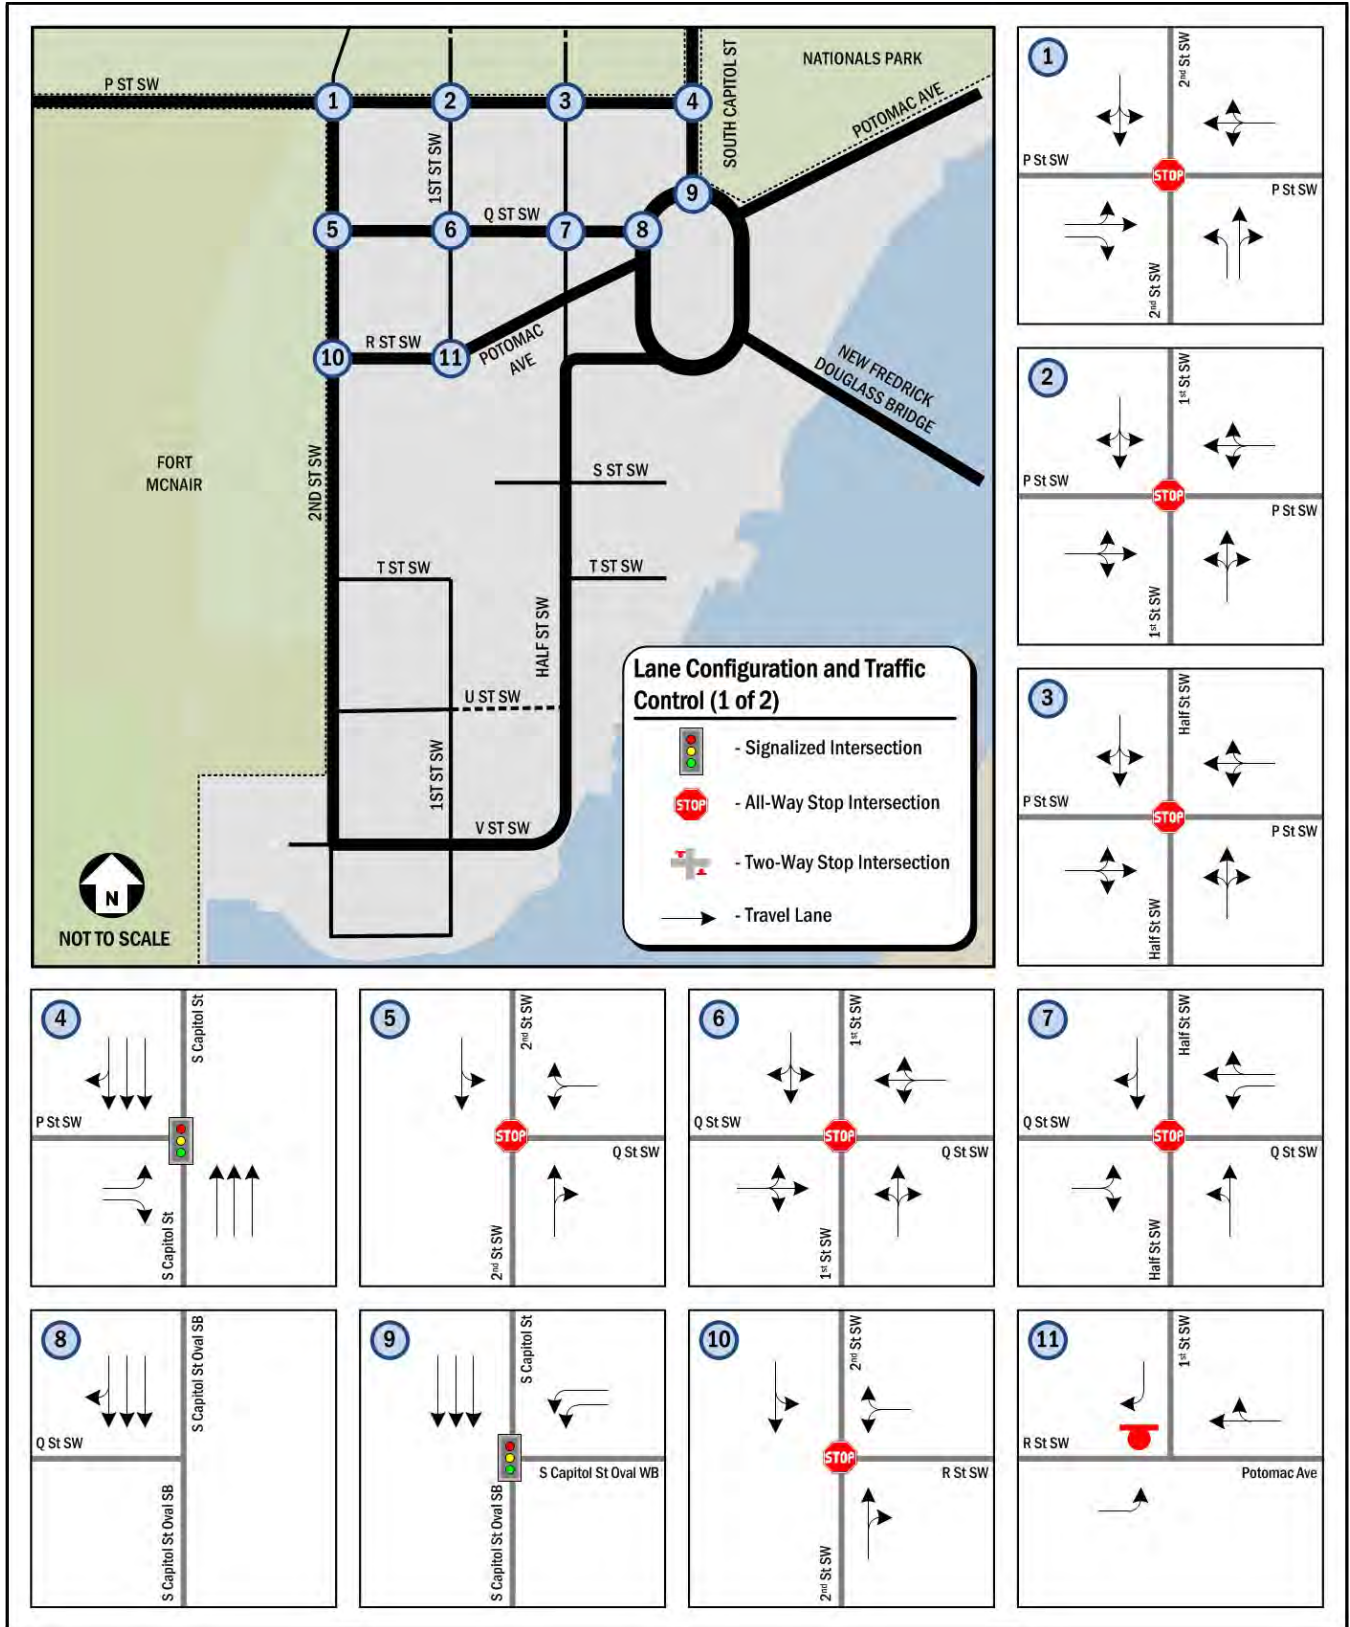 P ST SW
SOUTH CAPITOL ST
NATIONALS PARK
POTOMAC AVE
1
2
3
4
1ST ST SW
9
Q ST SW
5
6
7
8
R ST SW
10
11
POTOMAC
AVE
NEW FREDRICK
DOUGLASS BRIDGE
FORT
MCNAIR
2ND ST SW
S ST SW
T ST SW
T ST SW
HALF ST SW
U ST SW
1ST ST SW
V ST SW
N
NOT TO SCALE
Lane Configuration and Traffic
Control (1 of 2)
- Signalized Intersection
STOP
- All-Way Stop Intersection
- Two-Way Stop Intersection
- Travel Lane
1
2nd St SW
P St SW
STOP
P St SW
2nd St SW
2
1st St SW
P St SW
STOP
P St SW
1st St SW
3
Half St SW
P St SW
STOP
P St SW
Half St SW
4
S Capitol St
P St SW
S Capitol St
5
2nd St SW
STOP
Q St SW
2nd St SW
6
1st St SW
Q St SW
STOP
Q St SW
1st St SW
7
Half St SW
Q St SW
STOP
Q St SW
Half St SW
8
S Capitol St Oval SB
Q St SW
S Capitol St Oval SB
9
S Capitol St
S Capitol St Oval WB
S Capitol St Oval SB
10
2nd St SW
STOP
R St SW
2nd St SW
11
1st St SW
R St SW
Potomac Ave